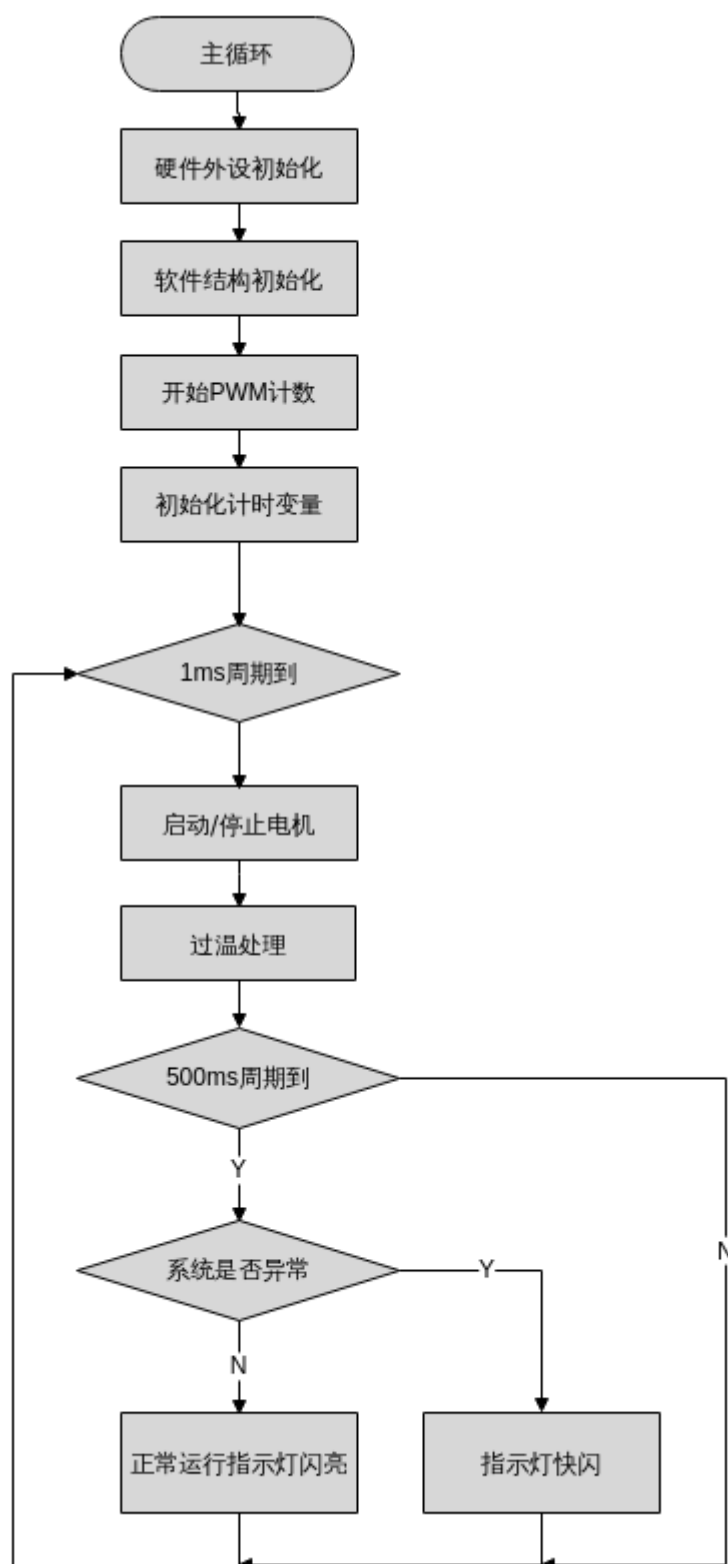 主循环
硬件外设初始化
软件结构初始化
开始PWM计数
初始化计时变量
1ms周期到
启动/停止电机
过温处理
500ms周期到
Y
N
系统是否异常
Y
N
正常运行指示灯闪亮
指示灯快闪